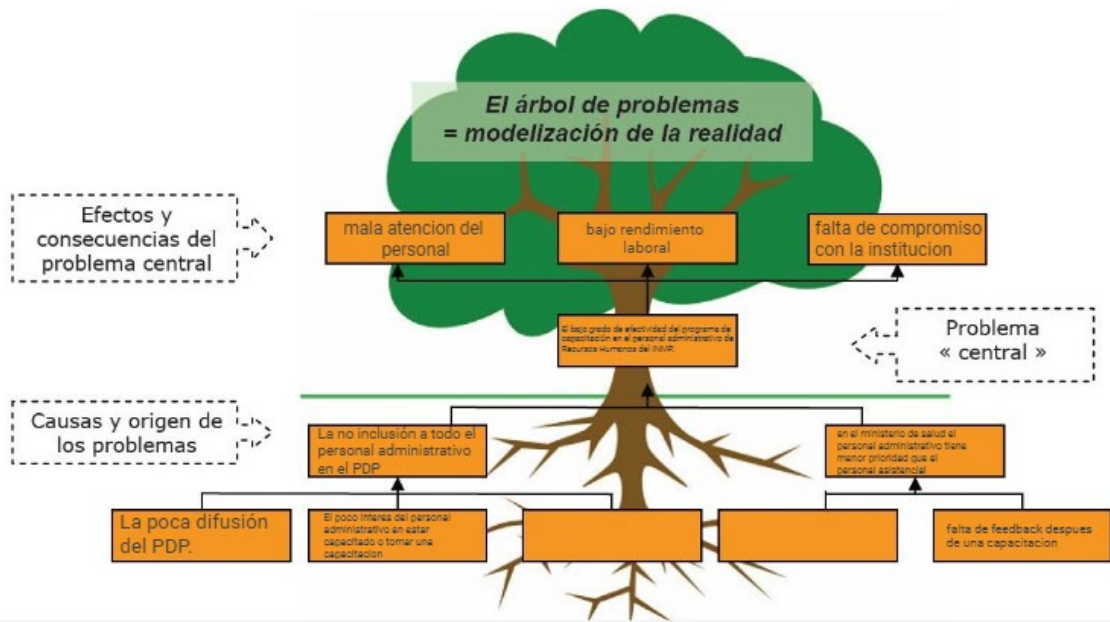 El árbol de problemas
= modelización de la realidad
Efectos y
consecuencias del
problema central
mala atencion del
personal
bajo rendimiento
laboral
falta de compromiso
con la institucion
El bajo grado de efectividad del programa de
capacitación en el personal administrativo de
Recursos Humanos del INMP.
Problema
« central »
Causas y origen de
los problemas
La no inclusión a todo el
personal administrativo
en el PDP
en el ministerio de salud el
personal administrativo tiene
menor prioridad que el
personal asistencial
La poca difusión
del PDP.
El poco interes del personal
administrativo en estar
capacitado o tomar una
capacitacion
falta de feedback despues
de una capacitacion